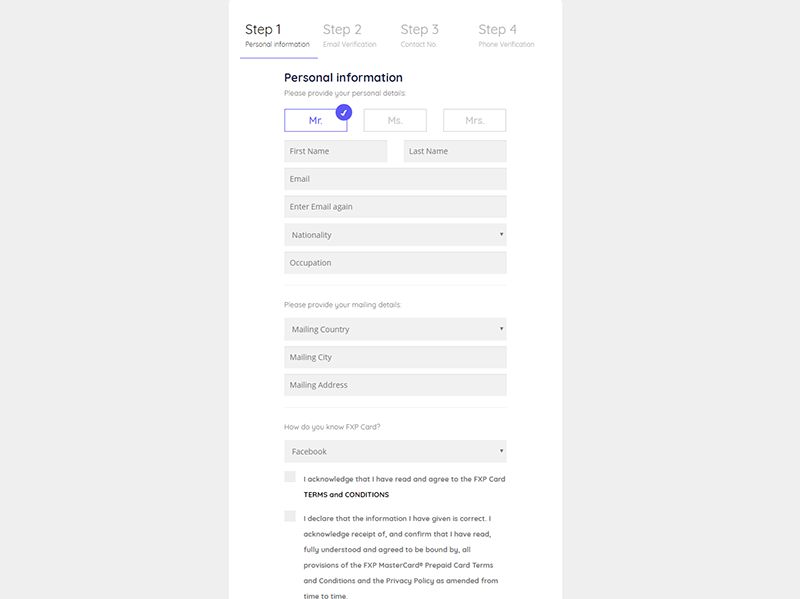 Step 1 Step 2 Step 3 Step 4
Personal information Email Verification Contact No. Phone Verification
Personal information
Please provide your personal details:
Mr. Ms. Mrs.
First Name Last Name
Email
Enter Email again
Nationality
Occupation
Please provide your mailing details:
Mailing Country
Mailing City
Mailing Address
How do you know FXP Card?
Facebook
I acknowledge that I have read and agree to the FXP Card
TERMS and CONDITIONS
I declare that the information I have given is correct. I
acknowledge receipt of, and confirm that I have read,
fully understood and agreed to be bound by, all
provisions of the FXP MasterCard® Prepaid Card Terms
and Conditions and the Privacy Policy as amended from
time to time.